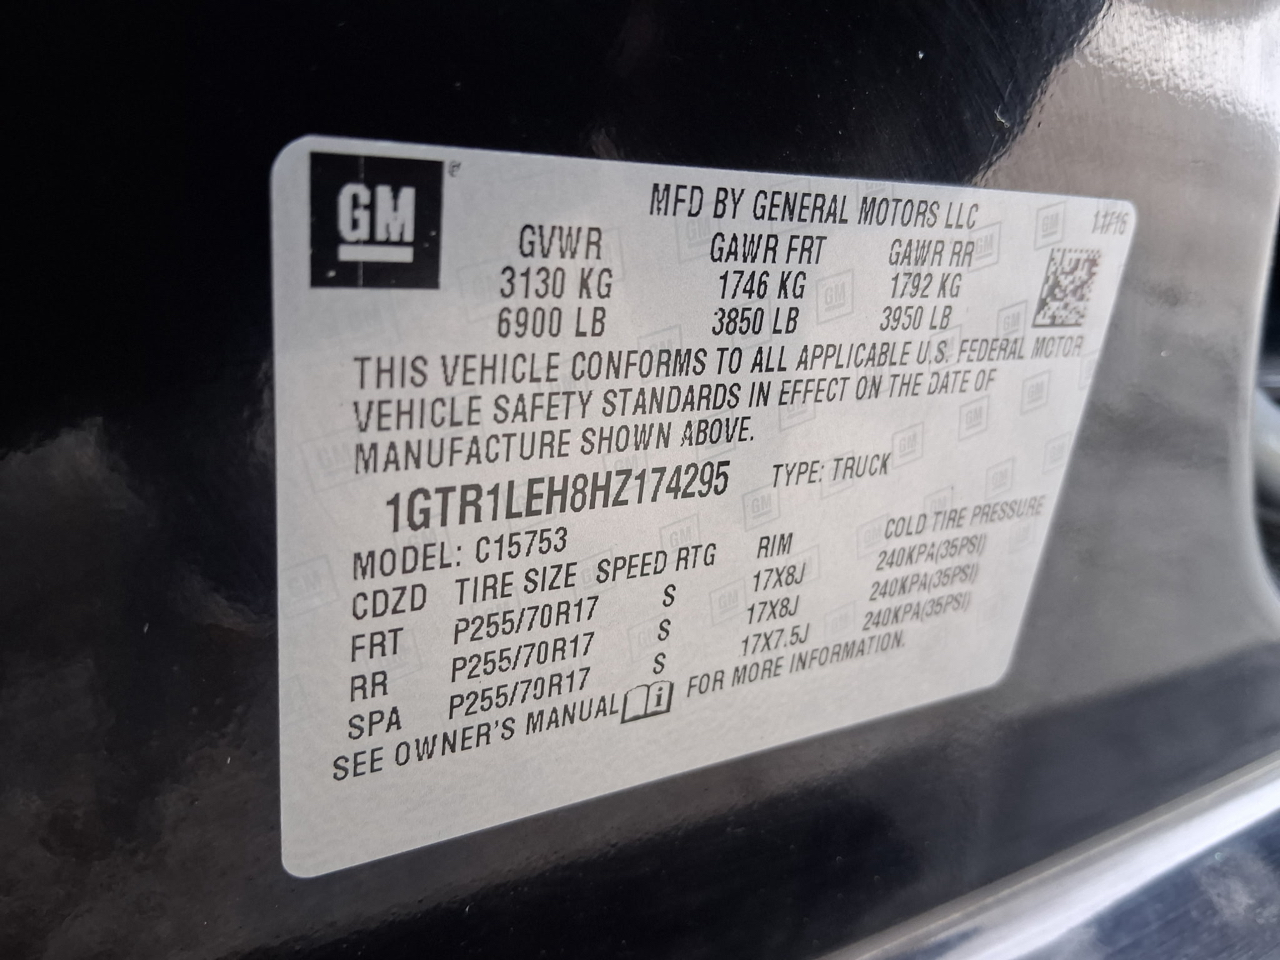 GM
MFD BY GENERAL MOTORS LLC
GVWR GAWR FRT GAWR RR
3130 KG 1746 KG 1792 KG
6900 LB 3850 LB 3950 LB
THIS VEHICLE CONFORMS TO ALL APPLICABLE U.S. FEDERAL MOTOR
VEHICLE SAFETY STANDARDS IN EFFECT ON THE DATE OF
MANUFACTURE SHOWN ABOVE.
1GTR1LEH8HZ174295 TYPE: TRUCK
MODEL: C15753
CDZD TIRE SIZE SPEED RTG RIM COLD TIRE PRESSURE
FRT P255/70R17 S 17X8J 240KPA(35PSI)
RR P255/70R17 S 17X8J 240KPA(35PSI)
SPA P255/70R17 S 17X7.5J 240KPA(35PSI)
SEE OWNER'S MANUAL FOR MORE INFORMATION.